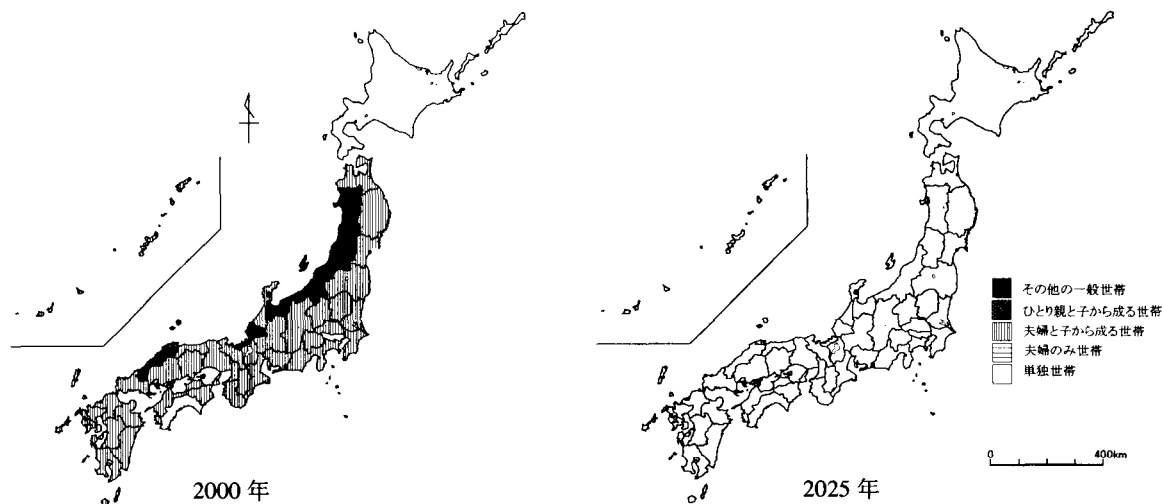 その他の一般世帯
ひとり親と子から成る世帯
夫婦と子から成る世帯
夫婦のみ世帯
単独世帯
0 400km
2000 年
2025 年